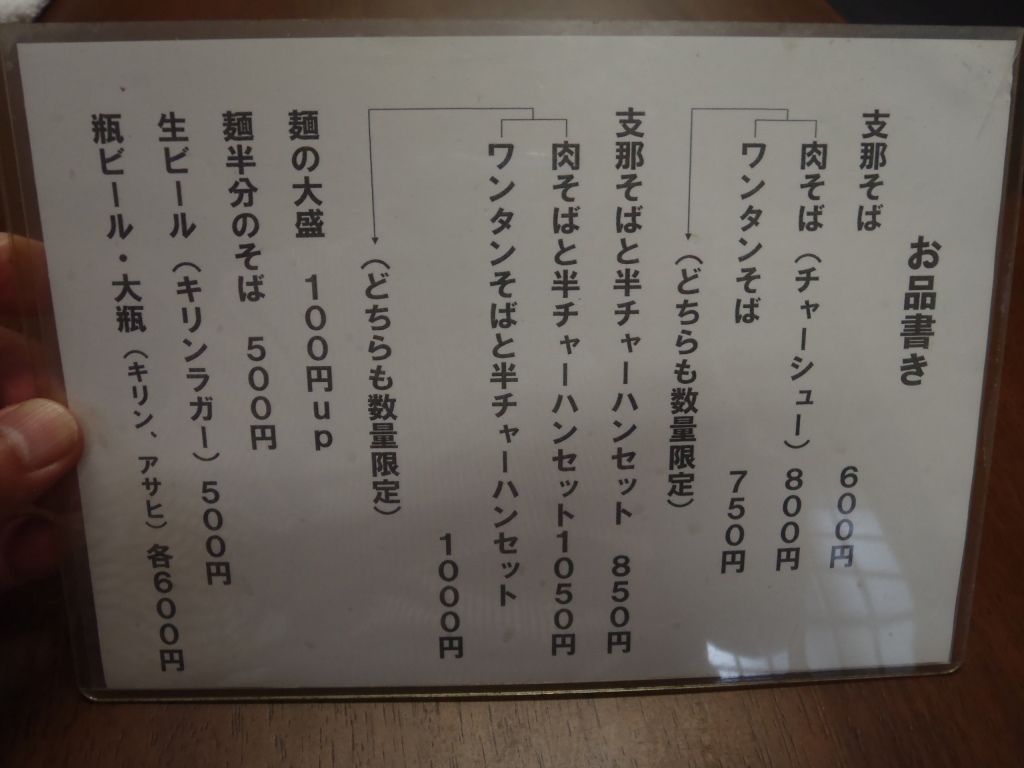 お品書き
支那そば　600円
肉そば（チャーシュー）800円
ワンタンそば　750円
（どちらも数量限定）
支那そばと半チャーハンセット　850円
肉そばと半チャーハンセット1050円
ワンタンそばと半チャーハンセット
1000円
（どちらも数量限定）
麺の大盛　100円up
麺半分のそば　500円
生ビール（キリンラガー）500円
瓶ビール・大瓶（キリン、アサヒ）各600円